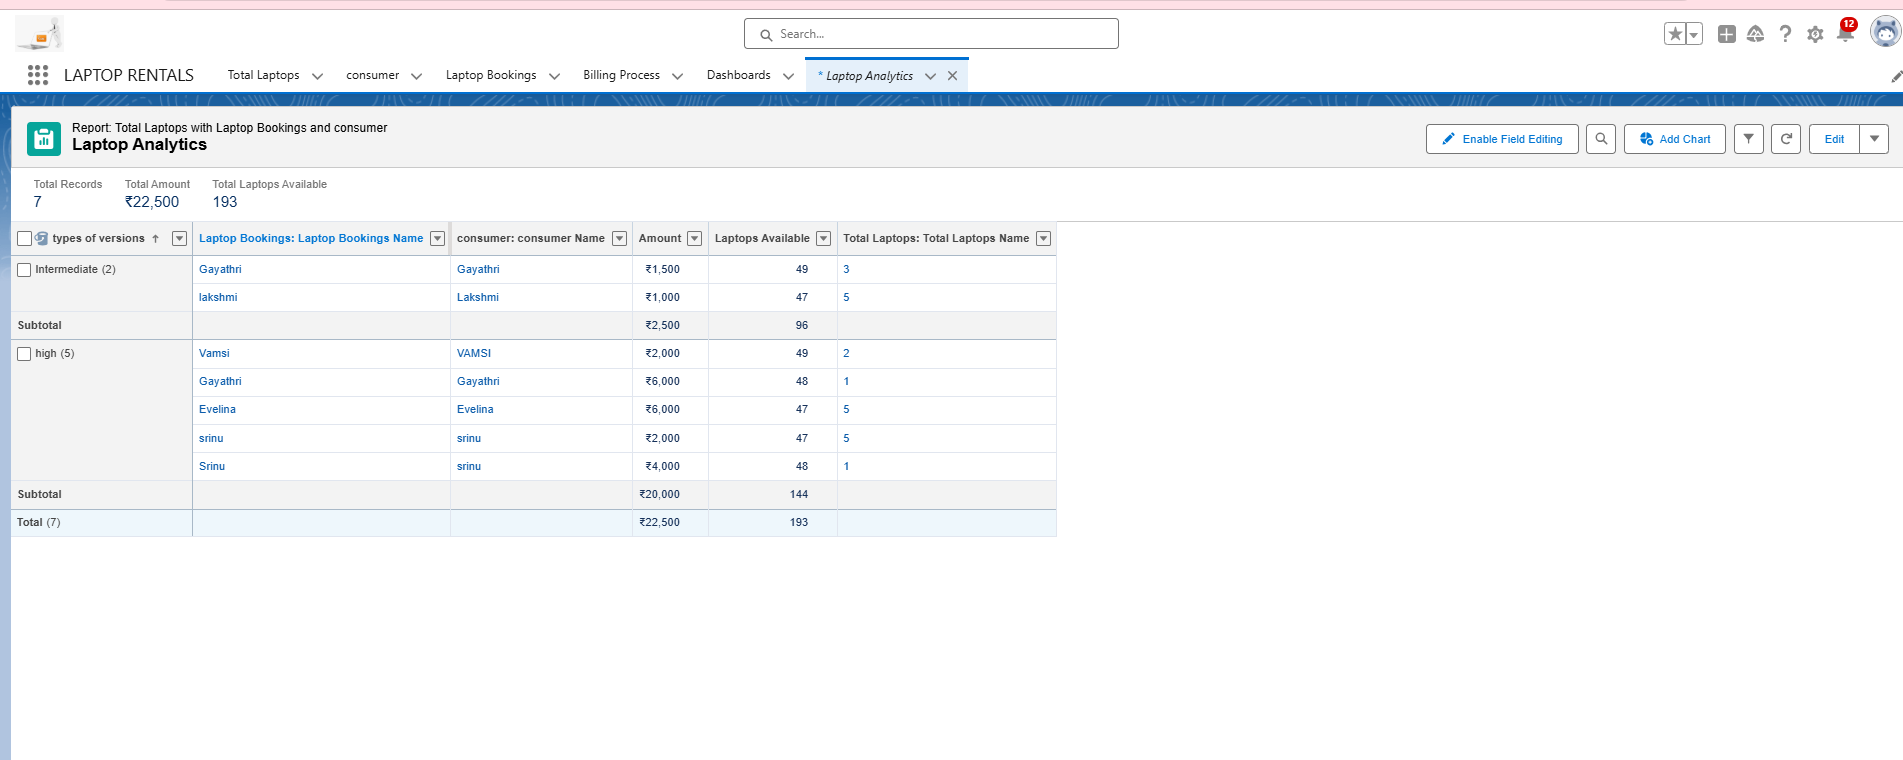 Search...
12
LAPTOP RENTALS Total Laptops consumer Laptop Bookings Billing Process Dashboards * Laptop Analytics
Report: Total Laptops with Laptop Bookings and consumer
Laptop Analytics
Enable Field Editing Add Chart Edit
Total Records Total Amount Total Laptops Available
7 ₹22,500 193
types of versions ↑ Laptop Bookings: Laptop Bookings Name consumer: consumer Name Amount Laptops Available Total Laptops: Total Laptops Name
Intermediate (2) Gayathri Gayathri ₹1,500 49 3
lakshmi Lakshmi ₹1,000 47 5
Subtotal ₹2,500 96
high (5) Vamsi VAMSI ₹2,000 49 2
Gayathri Gayathri ₹6,000 48 1
Evelina Evelina ₹6,000 47 5
srinu srinu ₹2,000 47 5
Srinu srinu ₹4,000 48 1
Subtotal ₹20,000 144
Total (7) ₹22,500 193